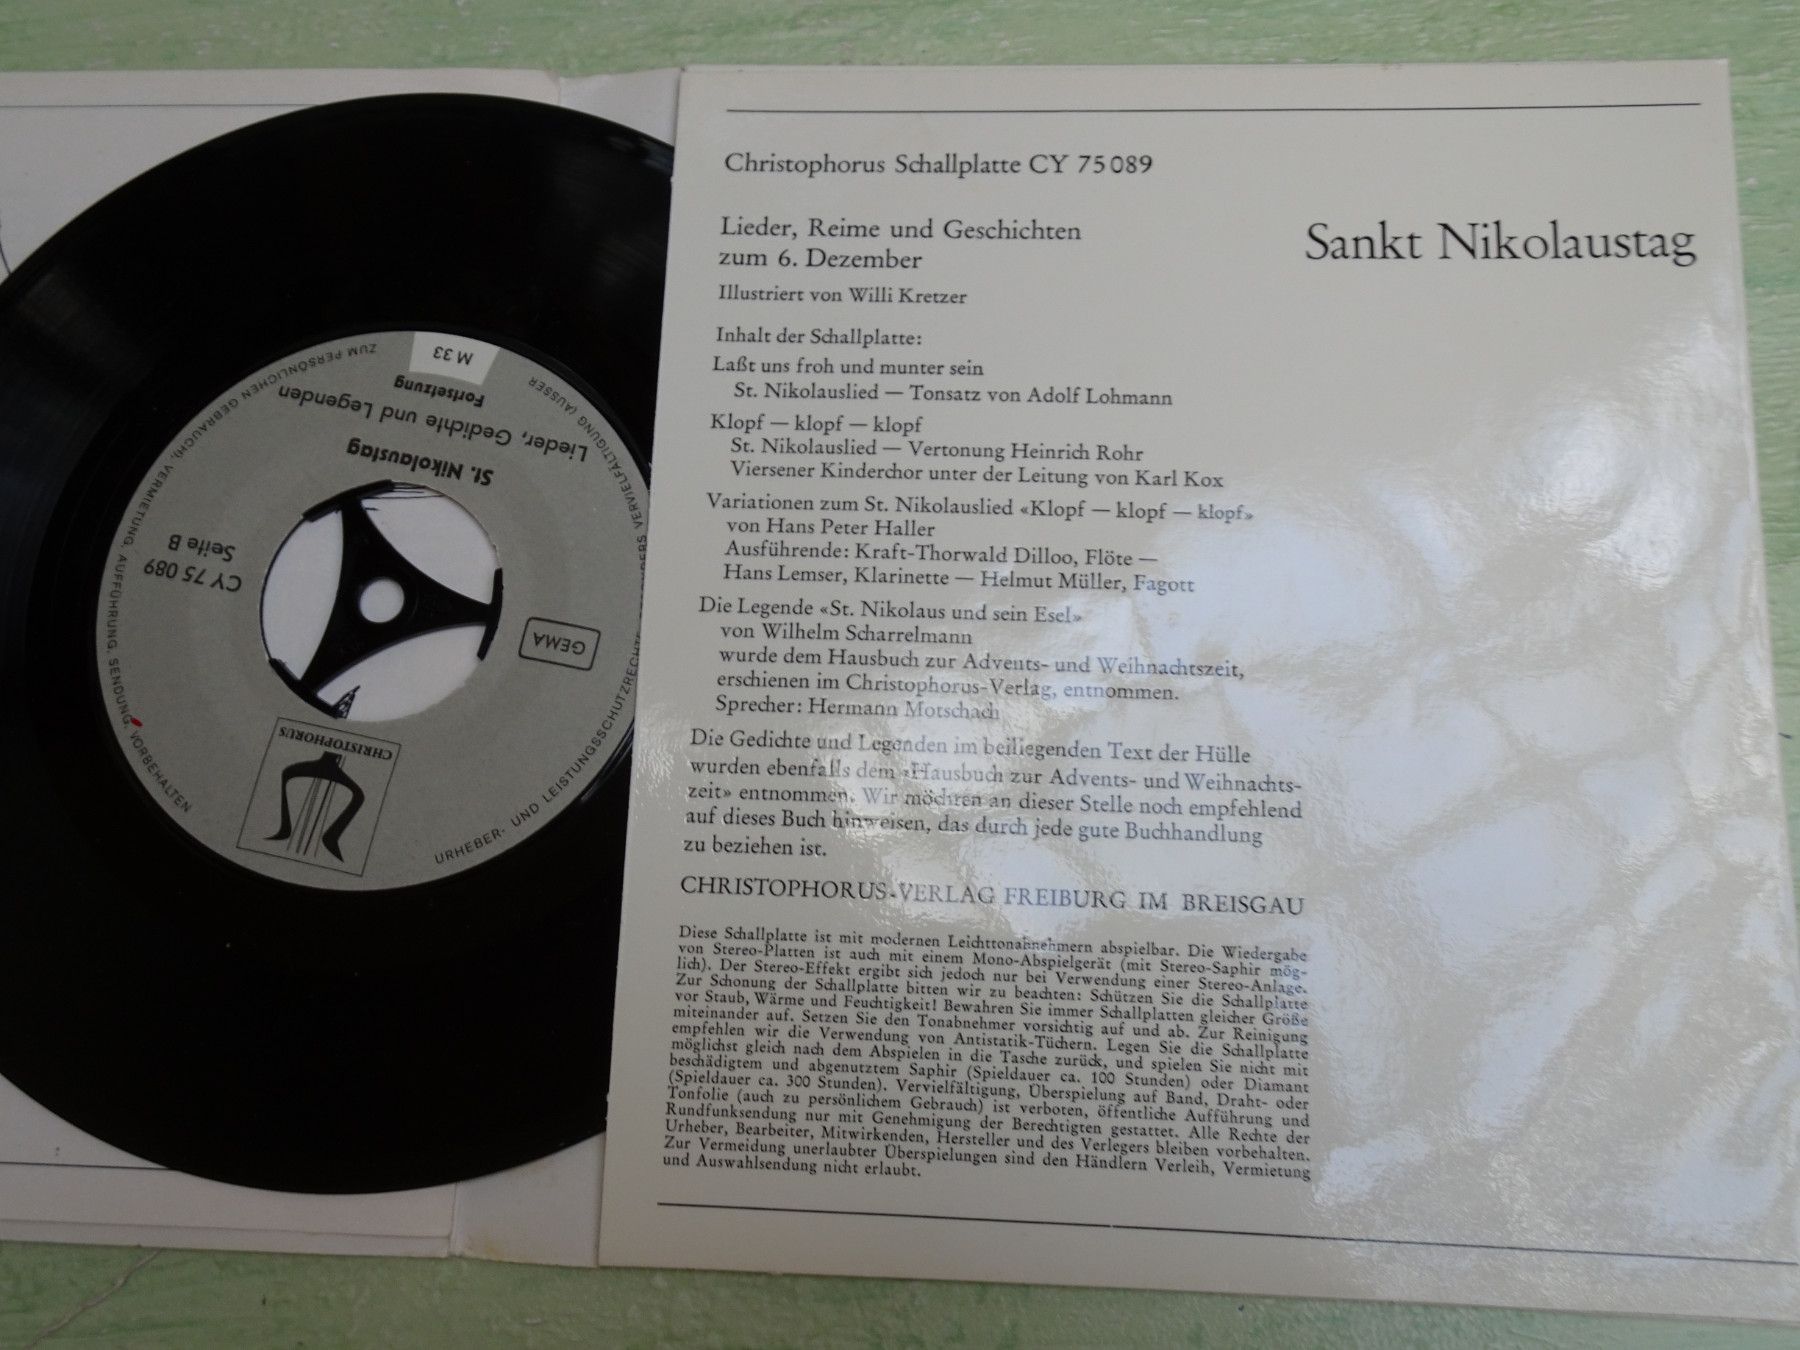 Christophorus Schallplatte CY 75 089
Sankt Nikolaustag
Lieder, Reime und Geschichten
zum 6. Dezember
Illustriert von Willi Kretzer
Inhalt der Schallplatte:
Laßt uns froh und munter sein
St. Nikolauslied — Tonsatz von Adolf Lohmann
Klopf — klopf — klopf
St. Nikolauslied — Vertonung Heinrich Rohr
Viersener Kinderchor unter der Leitung von Karl Kox
Variationen zum St. Nikolauslied «Klopf — klopf — klopf»
von Hans Peter Haller
Ausführende: Kraft-Thorwald Dilloo, Flöte —
Hans Lemser, Klarinette — Helmut Müller, Fagott
Die Legende «St. Nikolaus und sein Esel»
von Wilhelm Scharrelmann
wurde dem Hausbuch zur Advents- und Weihnachtszeit,
erschienen im Christophorus-Verlag, entnommen.
Sprecher: Hermann Motschach
Die Gedichte und Legenden im beiliegenden Text der Hülle
wurden ebenfalls dem «Hausbuch zur Advents- und Weihnachts-
zeit» entnommen. Wir möchten an dieser Stelle noch empfehlend
auf dieses Buch hinweisen, das durch jede gute Buchhandlung
zu beziehen ist.
CHRISTOPHORUS-VERLAG FREIBURG IM BREISGAU
Diese Schallplatte ist mit modernen Leichttonabnehmern abspielbar. Die Wiedergabe
von Stereo-Platten ist auch mit einem Mono-Abspielgerät (mit Stereo-Saphir mög-
lich). Der Stereo-Effekt ergibt sich jedoch nur bei Verwendung einer Stereo-Anlage.
Zur Schonung der Schallplatte bitten wir zu beachten: Schützen Sie die Schallplatte
vor Staub, Wärme und Feuchtigkeit! Bewahren Sie immer Schallplatten gleicher Größe
miteinander auf. Setzen Sie den Tonabnehmer vorsichtig auf und ab. Zur Reinigung
empfehlen wir die Verwendung von Antistatik-Tüchern. Legen Sie die Schallplatte
möglichst gleich nach dem Abspielen in die Tasche zurück, und spielen Sie nicht mit
beschädigtem und abgenutztem Saphir (Spieldauer ca. 100 Stunden) oder Diamant
(Spieldauer ca. 300 Stunden). Vervielfältigung, Überspielung auf Band, Draht- oder
Tonfolie (auch zu persönlichem Gebrauch) ist verboten, öffentliche Aufführung und
Rundfunksendung nur mit Genehmigung der Berechtigten gestattet. Alle Rechte der
Urheber, Bearbeiter, Mitwirkenden, Hersteller und des Verlegers bleiben vorbehalten.
Zur Vermeidung unerlaubter Überspielungen sind den Händlern Verleih, Vermietung
und Auswahlsendung nicht erlaubt.
CHRISTOPHORUS
GEMA
CY 75 089
Seite B
St. Nikolaustag
Lieder, Gedichte und Legenden
Fortsetzung
M 33
URHEBER- UND LEISTUNGSSCHUTZRECHTE VERVIELFÄLTIGUNG (AUSSER
ZUM PERSÖNLICHEN GEBRAUCH), VERMIETUNG, AUFFÜHRUNG, SENDUNG, VORBEHALTEN